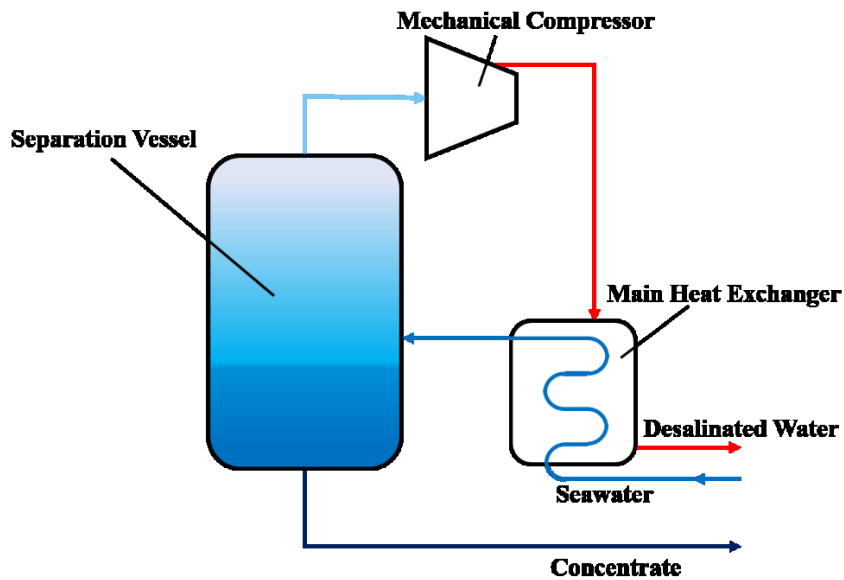 Mechanical Compressor
Separation Vessel
Main Heat Exchanger
Desalinated Water
Seawater
Concentrate